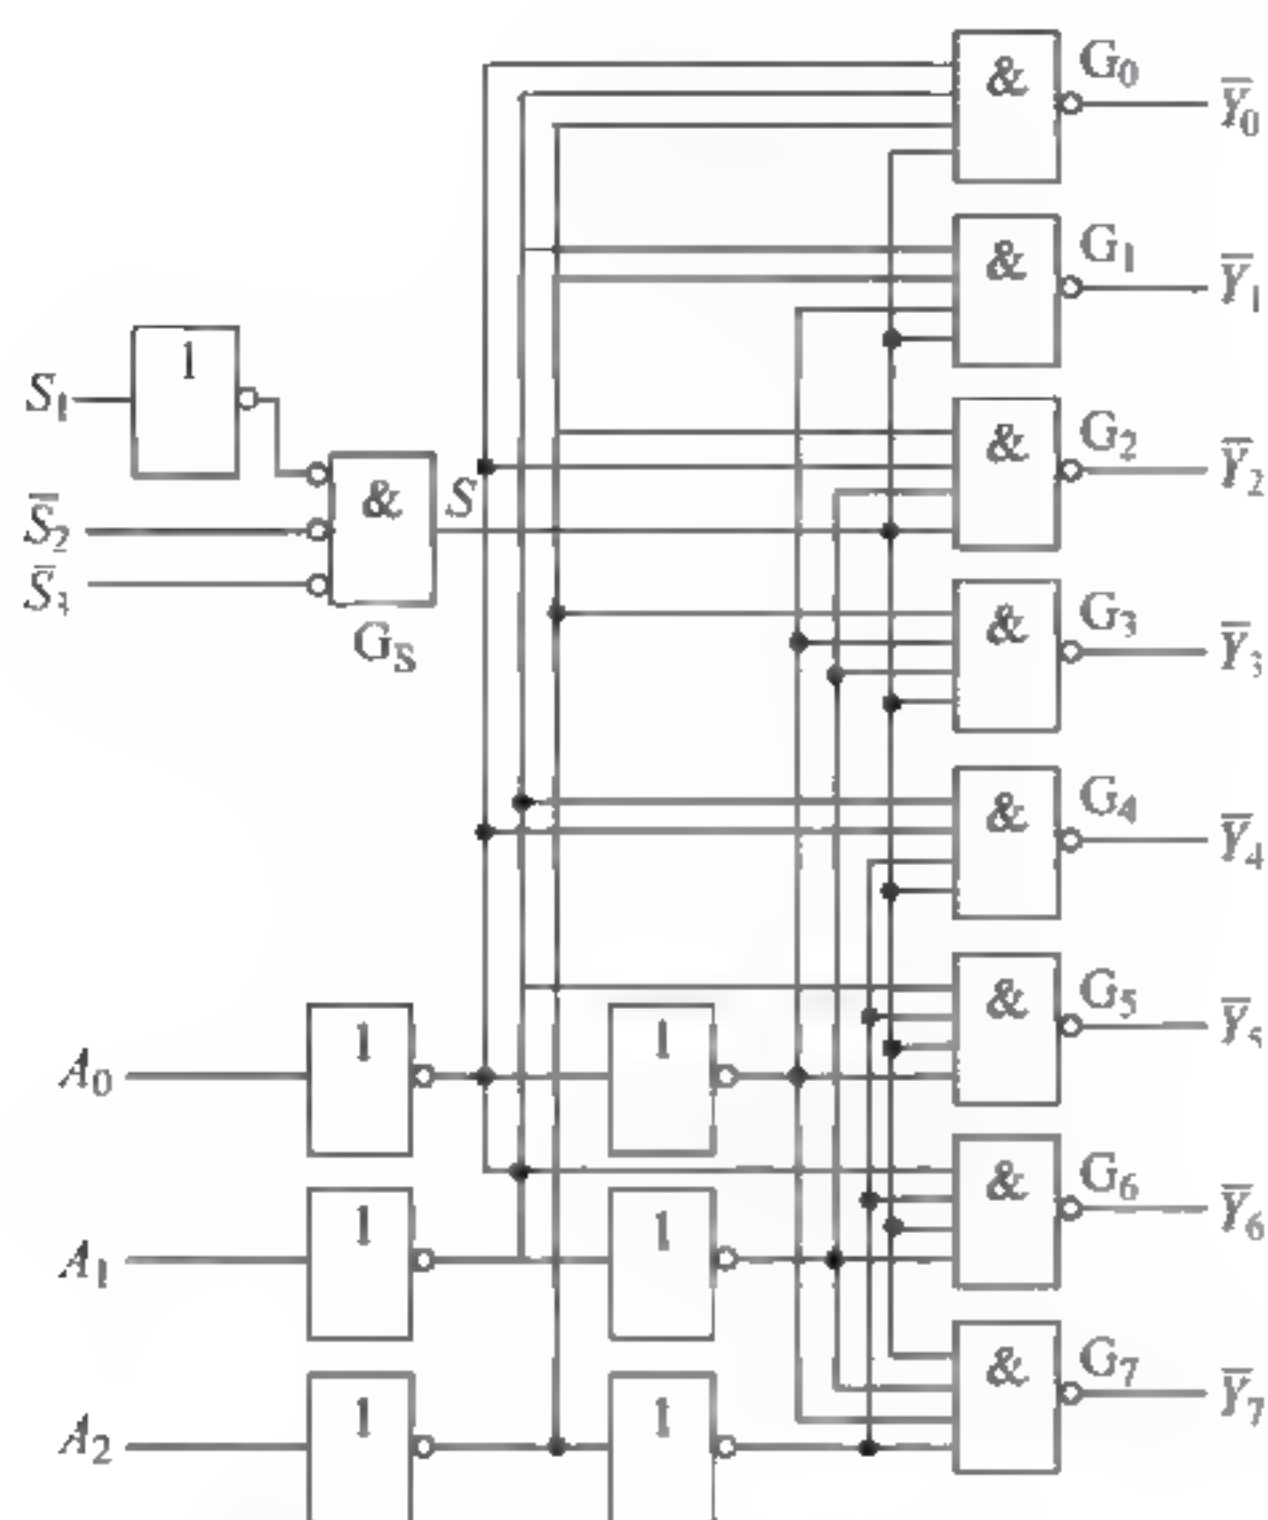 & G₀
Y̅₀
& G₁
Y̅₁
1
S₁
& G₂
Y̅₂
& S
S̅₂
S̅₃
G_S
& G₃
Y̅₃
& G₄
Y̅₄
& G₅
Y̅₅
A₀ 1 1
& G₆
Y̅₆
A₁ 1 1
& G₇
Y̅₇
A₂ 1 1